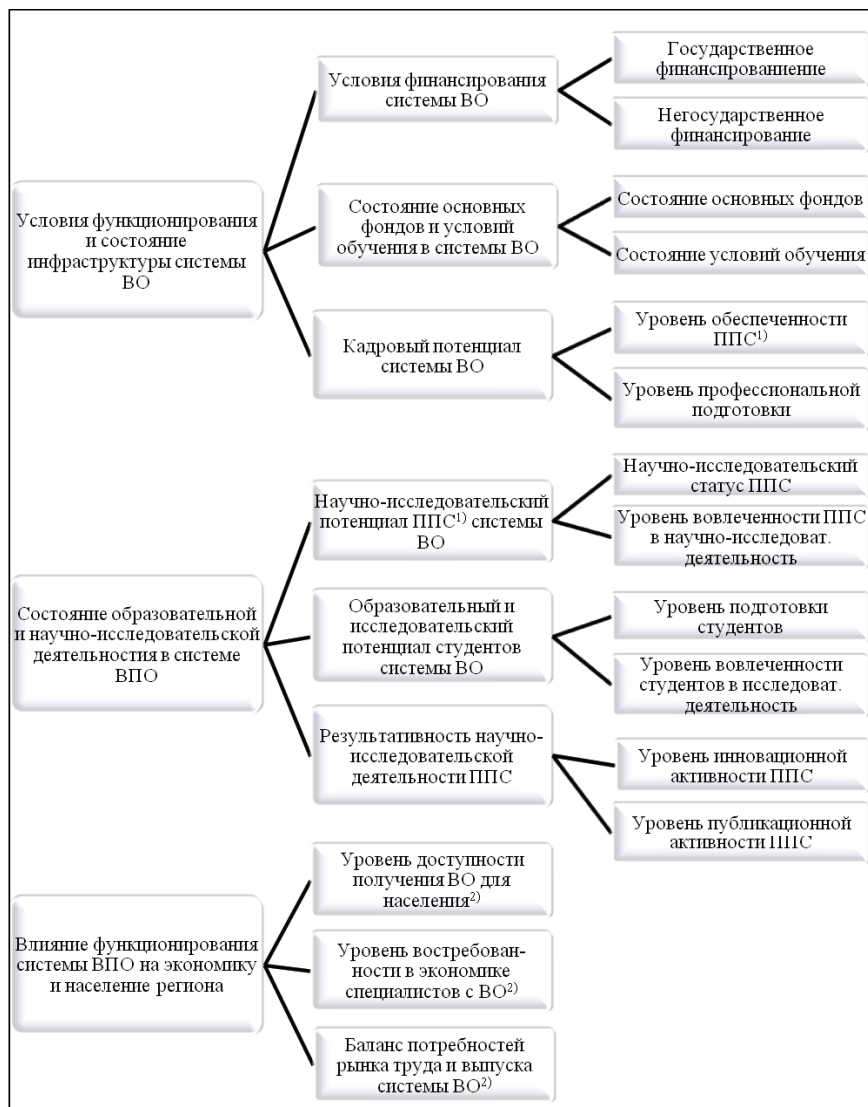 Условия функционирования
и состояние
инфраструктуры системы
ВО
Условия финансирования
системы ВО
Государственное
финансированиение
Негосударственное
финансирование
Состояние основных
фондов и условий
обучения в системы ВО
Состояние основных фондов
Состояние условий обучения
Кадровый потенциал
системы ВО
Уровень обеспеченности
ППС1)
Уровень профессиональной
подготовки
Состояние образовательной
и научно-исследовательской
деятельностия в системе
ВПО
Научно-исследовательский
потенциал ППС1) системы
ВО
Научно-исследовательский
статус ППС
Уровень вовлеченности ППС
в научно-исследоват.
деятельность
Образовательный и
исследовательский
потенциал студентов
системы ВО
Уровень подготовки
студентов
Уровень вовлеченности
студентов в исследоват.
деятельность
Результативность научно-
исследовательской
деятельности ППС
Уровень инновационной
активности ППС
Уровень публикационной
активности ППС
Влияние функционирования
системы ВПО на экономику
и население региона
Уровень доступности
получения ВО для
населения2)
Уровень востребован-
ности в экономике
специалистов с ВО2)
Баланс потребностей
рынка труда и выпуска
системы ВО2)